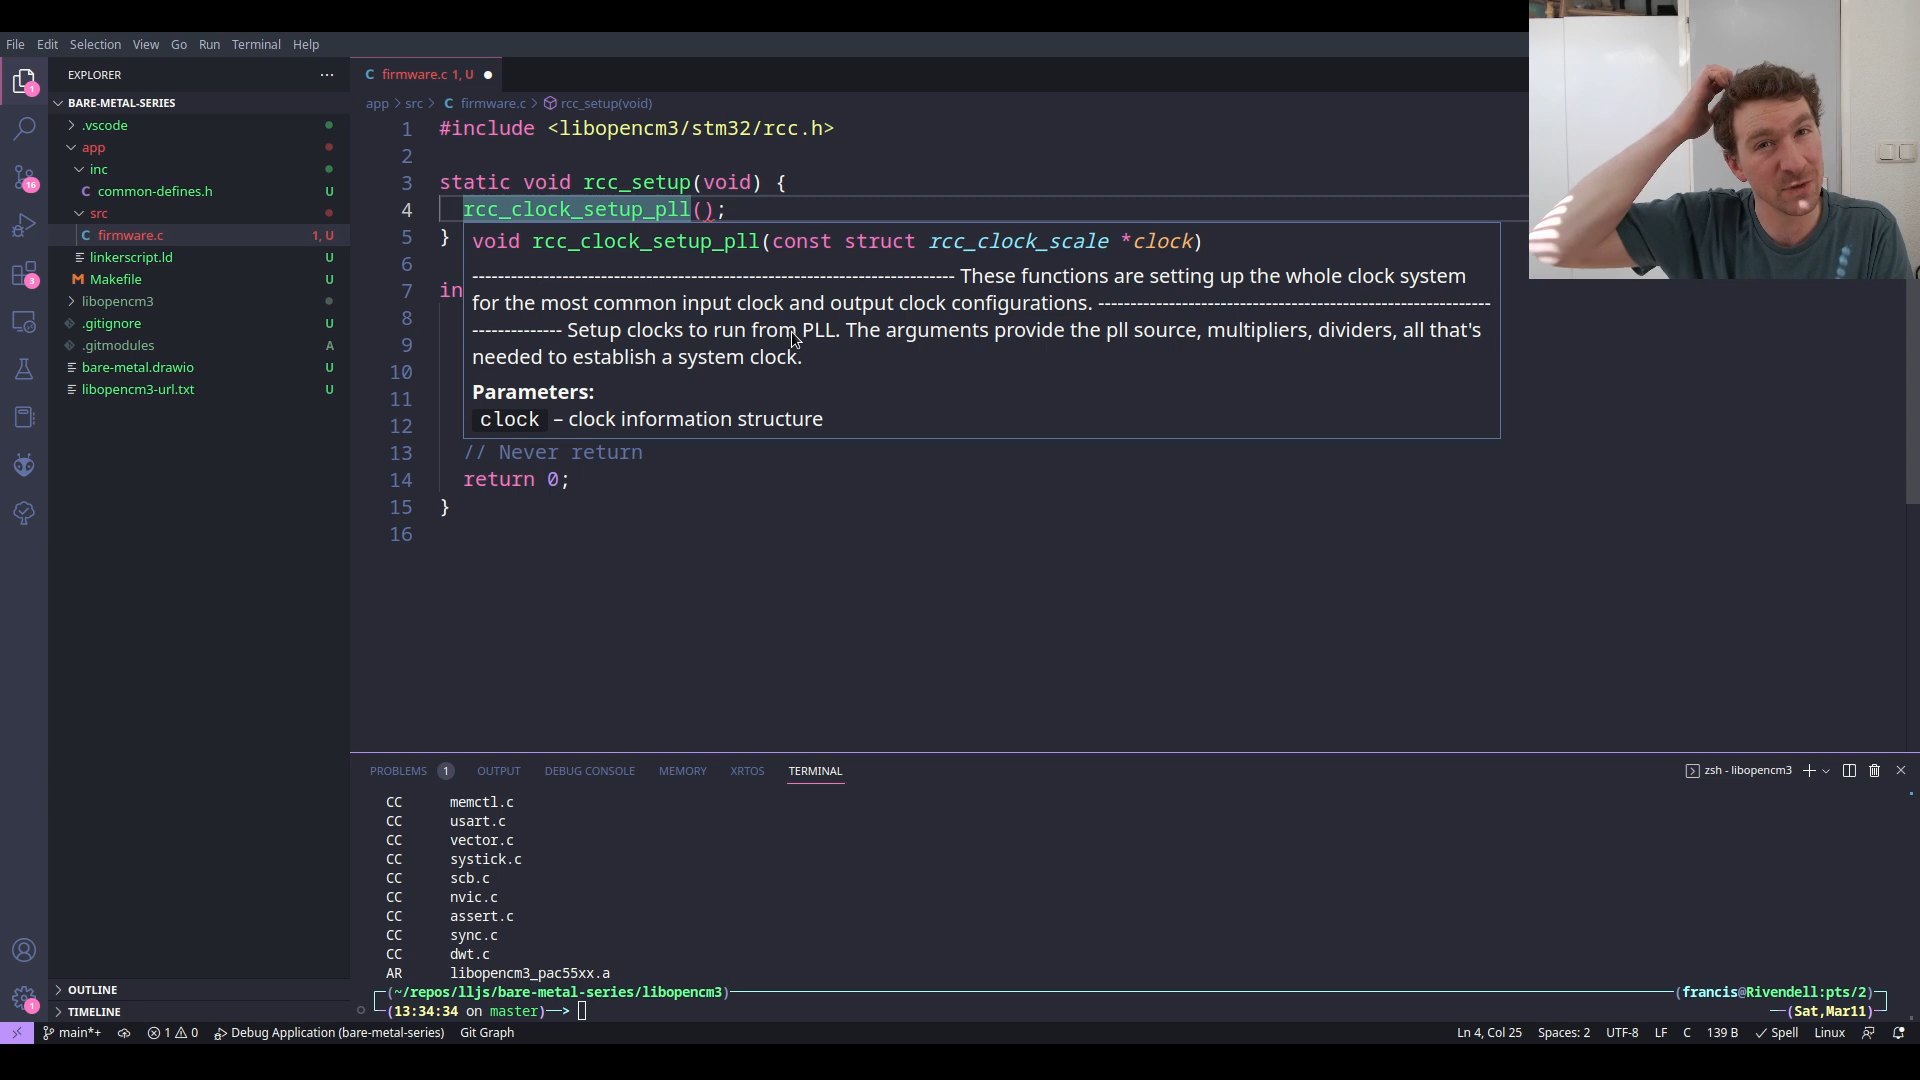 File Edit Selection View Go Run Terminal Help
EXPLORER
BARE-METAL-SERIES
.vscode
app
inc
C common-defines.h U
src
C firmware.c 1, U
linkerscript.ld U
M Makefile U
libopencm3
.gitignore U
.gitmodules A
bare-metal.drawio U
libopencm3-url.txt U
OUTLINE
TIMELINE
1
16
3
1
C firmware.c 1, U
app > src > C firmware.c > rcc_setup(void)
1 #include <libopencm3/stm32/rcc.h>
2
3 static void rcc_setup(void) {
4 rcc_clock_setup_pll();
5 }
6
7 in
8
9
10
11
12
13 // Never return
14 return 0;
15 }
16
void rcc_clock_setup_pll(const struct rcc_clock_scale *clock)
--------------------------------------------------------------------------- These functions are setting up the whole clock system
for the most common input clock and output clock configurations. -------------------------------------------------------------
-------------- Setup clocks to run from PLL. The arguments provide the pll source, multipliers, dividers, all that's
needed to establish a system clock.
Parameters:
clock – clock information structure
PROBLEMS 1 OUTPUT DEBUG CONSOLE MEMORY XRTOS TERMINAL
zsh - libopencm3
CC memctl.c
CC usart.c
CC vector.c
CC systick.c
CC scb.c
CC nvic.c
CC assert.c
CC sync.c
CC dwt.c
AR libopencm3_pac55xx.a
(~/repos/lljs/bare-metal-series/libopencm3) (francis@Rivendell:pts/2)
(13:34:34 on master)—> (Sat,Mar11)
main*+ 1 0 Debug Application (bare-metal-series) Git Graph Ln 4, Col 25 Spaces: 2 UTF-8 LF C 139 B Spell Linux